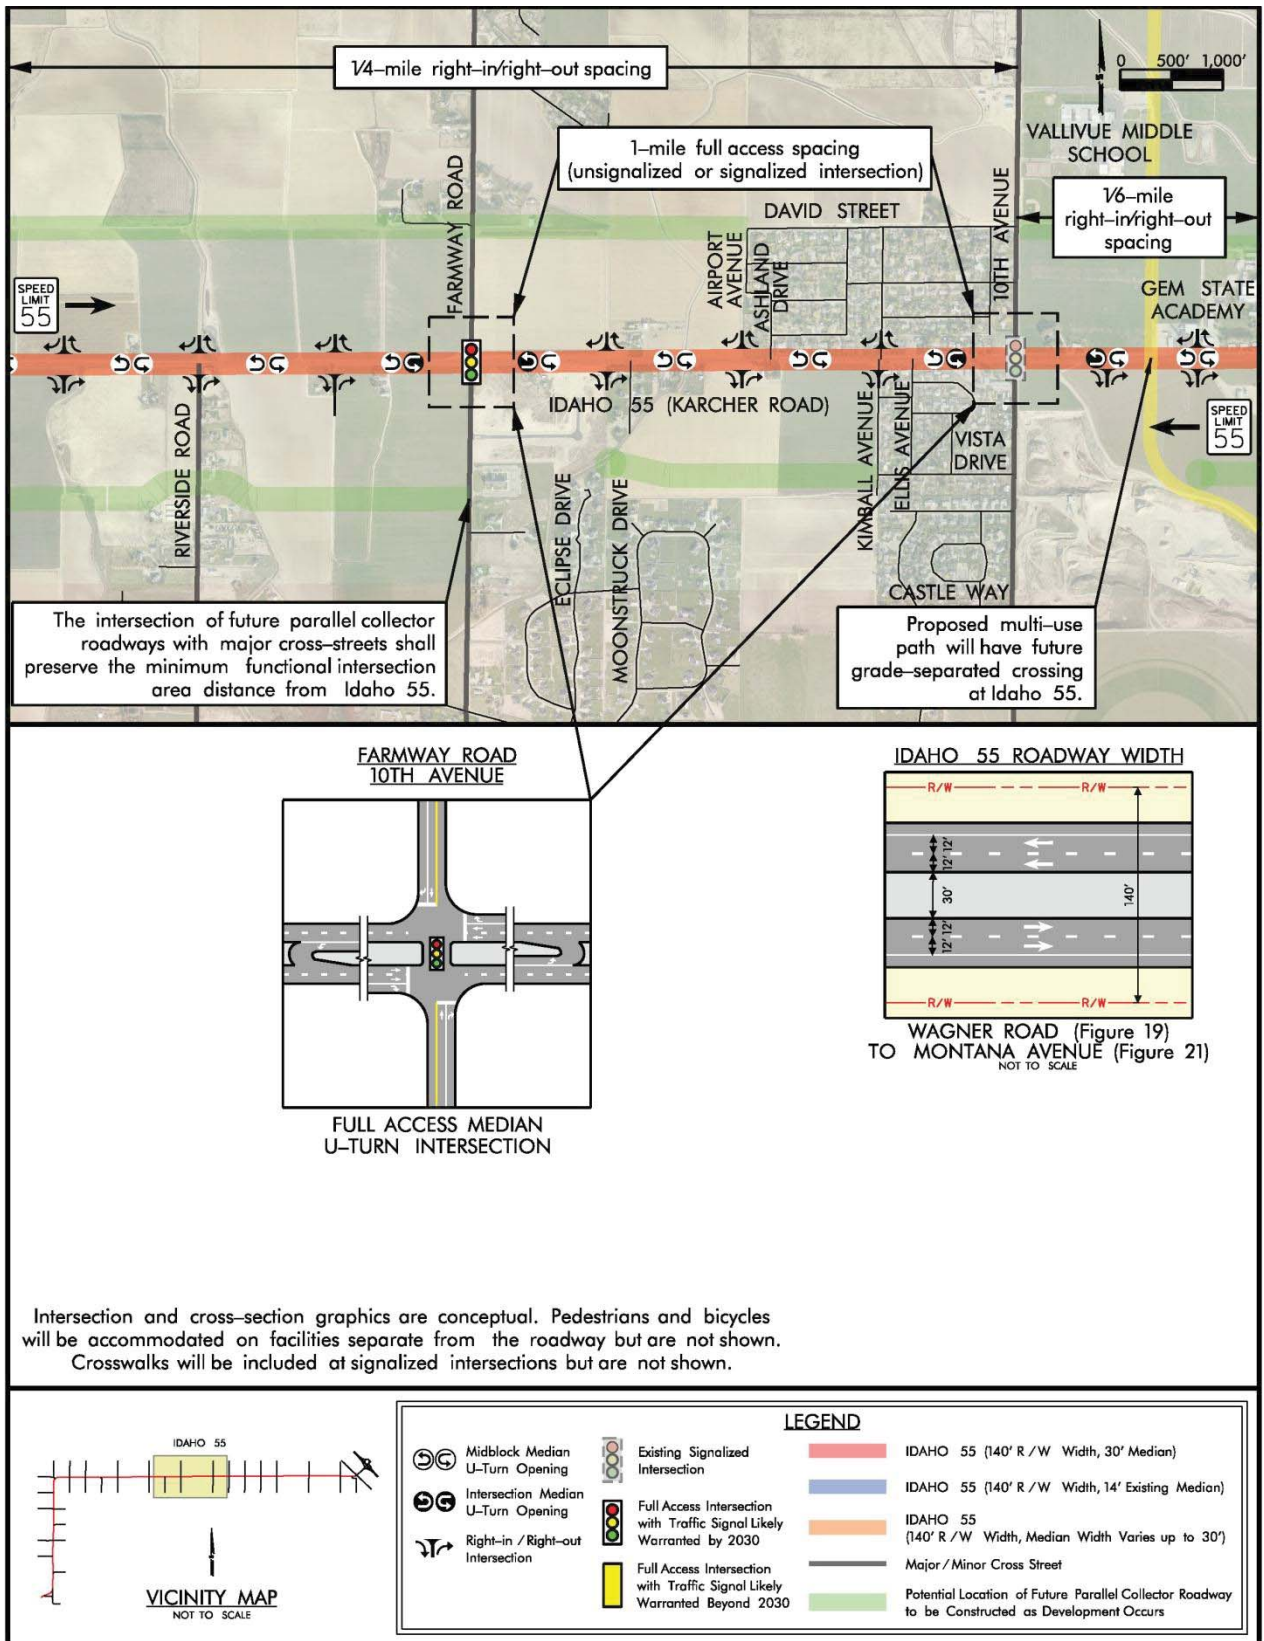 1/4-mile right-in/right-out spacing
0 500' 1,000'
VALLIVUE MIDDLE
SCHOOL
1-mile full access spacing
(unsignalized or signalized intersection)
1/6-mile
right-in/right-out
spacing
FARMWAY ROAD
DAVID STREET
AIRPORT
AVENUE
ASHLAND
DRIVE
10TH AVENUE
GEM STATE
ACADEMY
SPEED
LIMIT
55
IDAHO 55 (KARCHER ROAD)
SPEED
LIMIT
55
RIVERSIDE ROAD
ECLIPSE DRIVE
MOONSTRUCK DRIVE
KIMBALL AVENUE
ELLIS AVENUE
VISTA
DRIVE
CASTLE WAY
The intersection of future parallel collector
roadways with major cross-streets shall
preserve the minimum functional intersection
area distance from Idaho 55.
Proposed multi-use
path will have future
grade-separated crossing
at Idaho 55.
FARMWAY ROAD
10TH AVENUE
FULL ACCESS MEDIAN
U-TURN INTERSECTION
IDAHO 55 ROADWAY WIDTH
R/W R/W
12'
12'
30'
140'
12'
12'
R/W R/W
WAGNER ROAD (Figure 19)
TO MONTANA AVENUE (Figure 21)
NOT TO SCALE
Intersection and cross-section graphics are conceptual. Pedestrians and bicycles
will be accommodated on facilities separate from the roadway but are not shown.
Crosswalks will be included at signalized intersections but are not shown.
IDAHO 55
VICINITY MAP
NOT TO SCALE
LEGEND
Midblock Median
U-Turn Opening
Intersection Median
U-Turn Opening
Right-in / Right-out
Intersection
Existing Signalized
Intersection
Full Access Intersection
with Traffic Signal Likely
Warranted by 2030
Full Access Intersection
with Traffic Signal Likely
Warranted Beyond 2030
IDAHO 55 (140' R/W Width, 30' Median)
IDAHO 55 (140' R/W Width, 14' Existing Median)
IDAHO 55
(140' R/W Width, Median Width Varies up to 30')
Major/Minor Cross Street
Potential Location of Future Parallel Collector Roadway
to be Constructed as Development Occurs